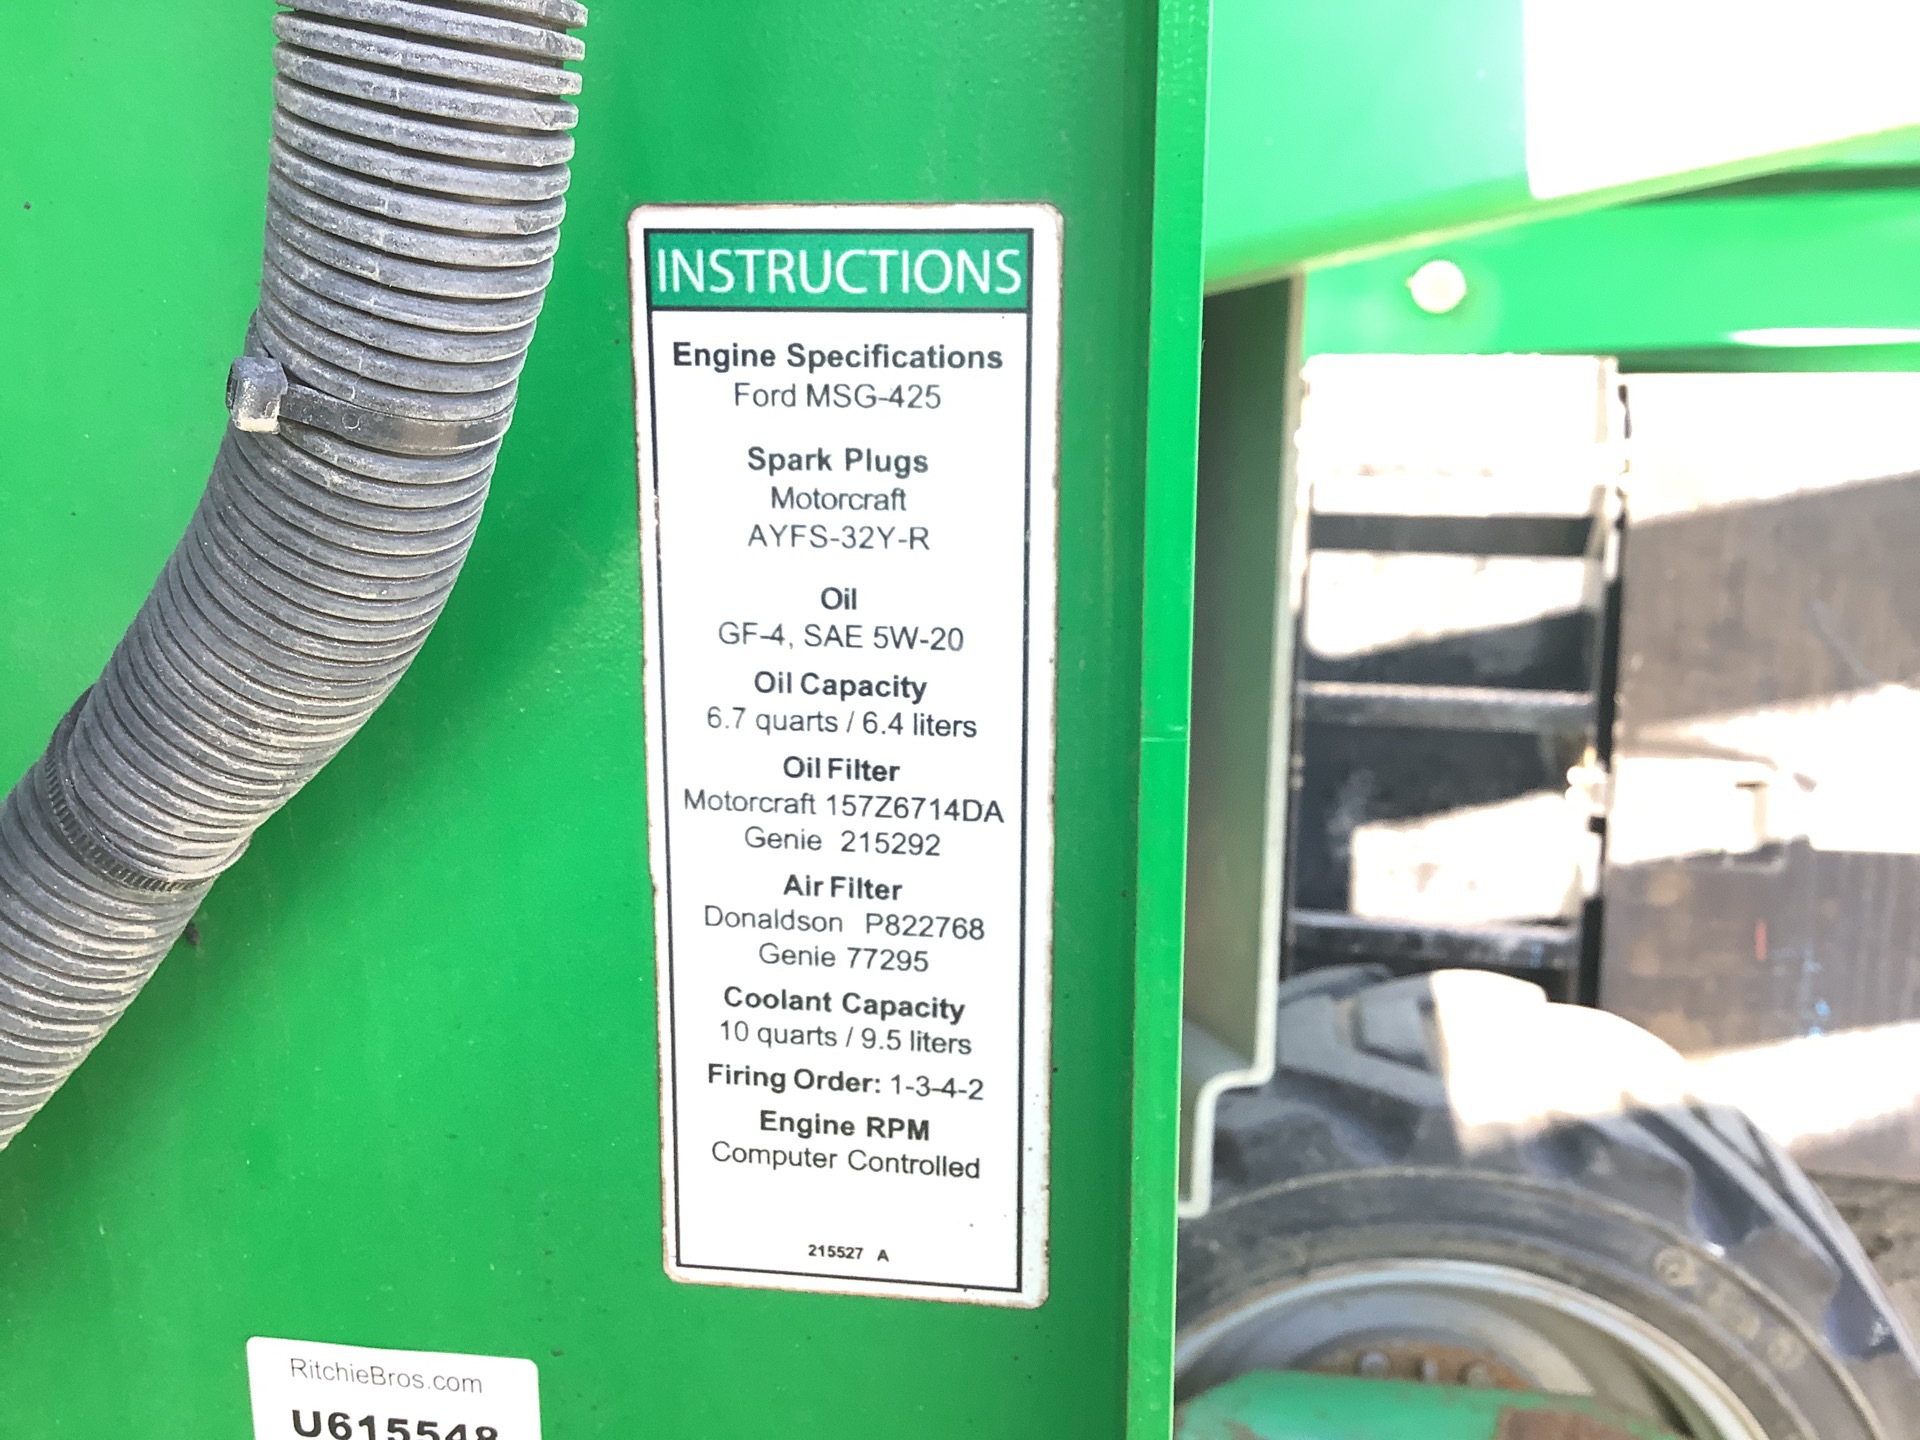 INSTRUCTIONS
Engine Specifications
Ford MSG-425
Spark Plugs
Motorcraft
AYFS-32Y-R
Oil
GF-4, SAE 5W-20
Oil Capacity
6.7 quarts / 6.4 liters
Oil Filter
Motorcraft 157Z6714DA
Genie 215292
Air Filter
Donaldson P822768
Genie 77295
Coolant Capacity
10 quarts / 9.5 liters
Firing Order: 1-3-4-2
Engine RPM
Computer Controlled
215527 A
RitchieBros.com
U615548